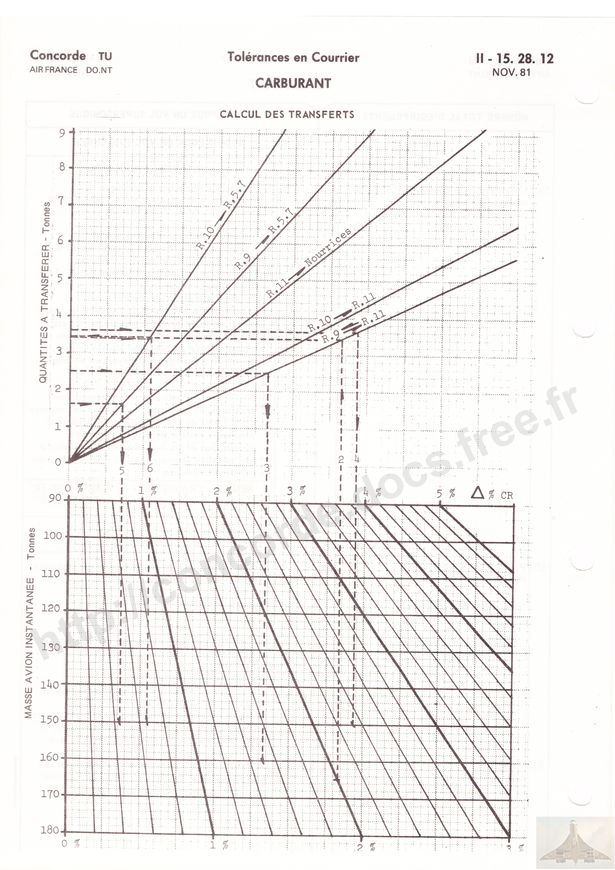 Concorde TU
AIR FRANCE DO.NT
Tolérances en Courrier
CARBURANT
II - 15. 28. 12
NOV. 81
CALCUL DES TRANSFERTS
QUANTITES A TRANSFERER - Tonnes
9
8
7
6
5
4
3
2
1
0
R.10 R.5.7
R.9 R.5.7
R.11 Nourrices
R.10 R.11
R.9 R.11
5 6 3 2 4
0 % 1 % 2 % 3 % 4 % 5 % Δ % CR
MASSE AVION INSTANTANÉE - Tonnes
90
100
110
120
130
140
150
160
170
180
0 % 1 % 2 % 3 %
http://concorde.docs.free.fr